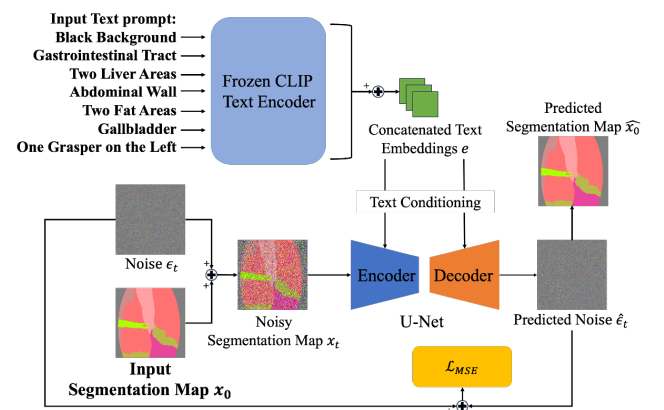 Input Text prompt:
Black Background
Gastrointestinal Tract
Two Liver Areas
Abdominal Wall
Two Fat Areas
Gallbladder
One Grasper on the Left
Frozen CLIP
Text Encoder
+
Concatenated Text
Embeddings e
Predicted
Segmentation Map x̂₀
Text Conditioning
Noise ϵₜ
+
+
Noisy
Segmentation Map xₜ
Encoder
Decoder
U-Net
Predicted Noise ϵ̂ₜ
Input
Segmentation Map x₀
ℒ_MSE
-
+